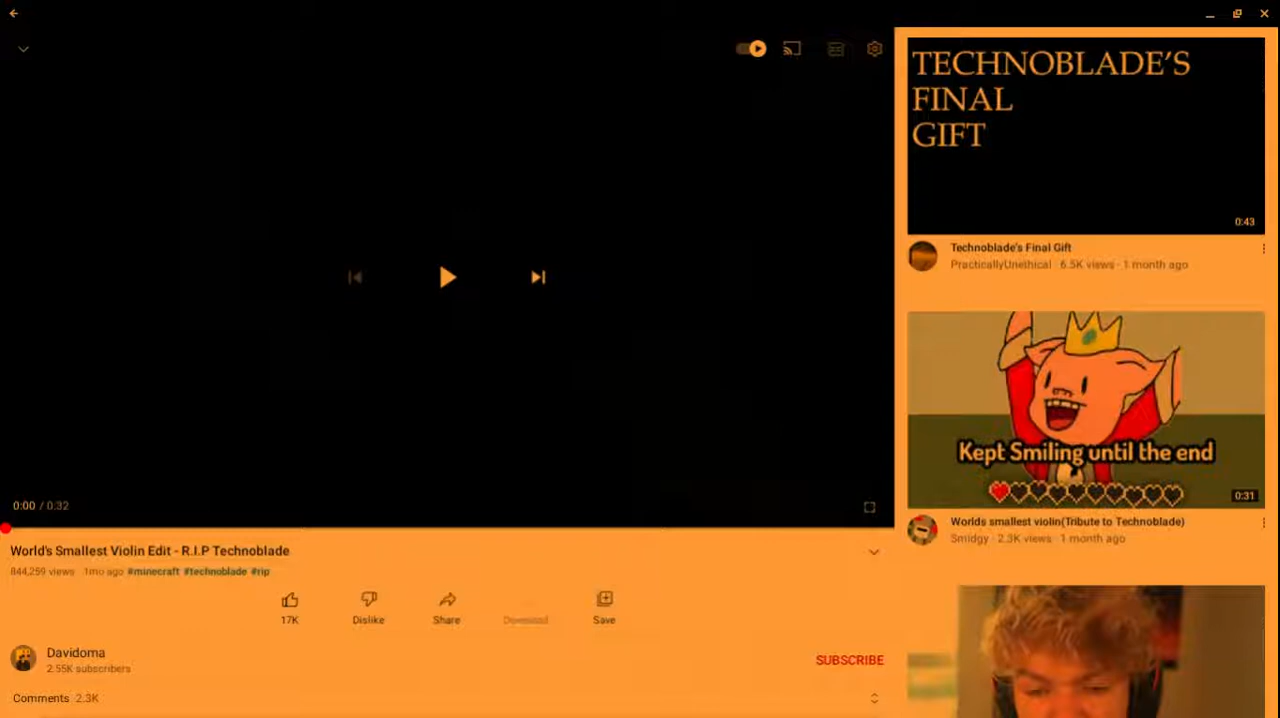 TECHNOBLADE'S
FINAL
GIFT
0:43
Technoblade's Final Gift
PracticallyUnethical · 6.5K views · 1 month ago
Kept Smiling until the end
0:31
Worlds smallest violin(Tribute to Technoblade)
Smidgy · 2.3K views · 1 month ago
0:00 / 0:32
World's Smallest Violin Edit - R.I.P Technoblade
844,259 views 1mo ago #minecraft #technoblade #rip
17K Dislike Share Download Save
Davidoma
2.55K subscribers
SUBSCRIBE
Comments 2.3K